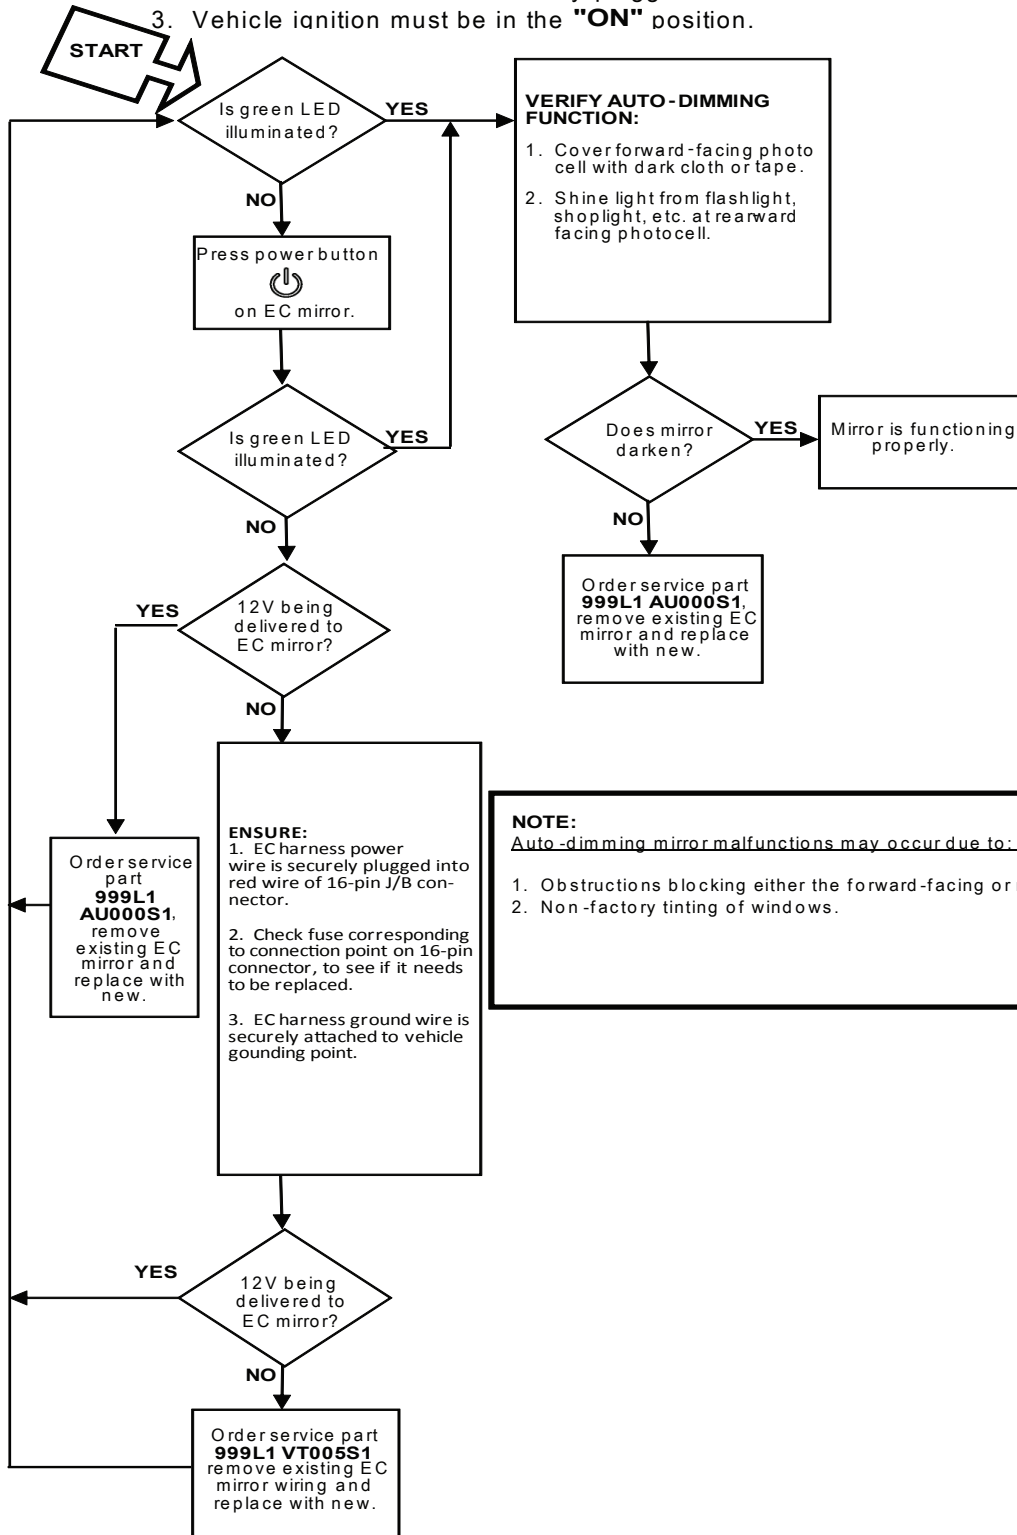 3. Vehicle ignition must be in the "ON" position.
START
Is green LED
illuminated?
YES
NO
Press power button
on EC mirror.
Is green LED
illuminated?
YES
NO
12V being
delivered to
EC mirror?
YES
NO
Order service
part
999L1
AU000S1,
remove
existing EC
mirror and
replace with
new.
ENSURE:
1. EC harness power
wire is securely plugged into
red wire of 16-pin J/B con-
nector.
2. Check fuse corresponding
to connection point on 16-pin
connector, to see if it needs
to be replaced.
3. EC harness ground wire is
securely attached to vehicle
gounding point.
12V being
delivered to
EC mirror?
YES
NO
Order service part
999L1 VT005S1
remove existing EC
mirror wiring and
replace with new.
VERIFY AUTO-DIMMING
FUNCTION:
1. Cover forward-facing photo
cell with dark cloth or tape.
2. Shine light from flashlight,
shoplight, etc. at rearward
facing photocell.
Does mirror
darken?
YES
Mirror is functioning
properly.
NO
Order service part
999L1 AU000S1,
remove existing EC
mirror and replace
with new.
NOTE:
Auto-dimming mirror malfunctions may occur due to:
1. Obstructions blocking either the forward-facing or
2. Non-factory tinting of windows.